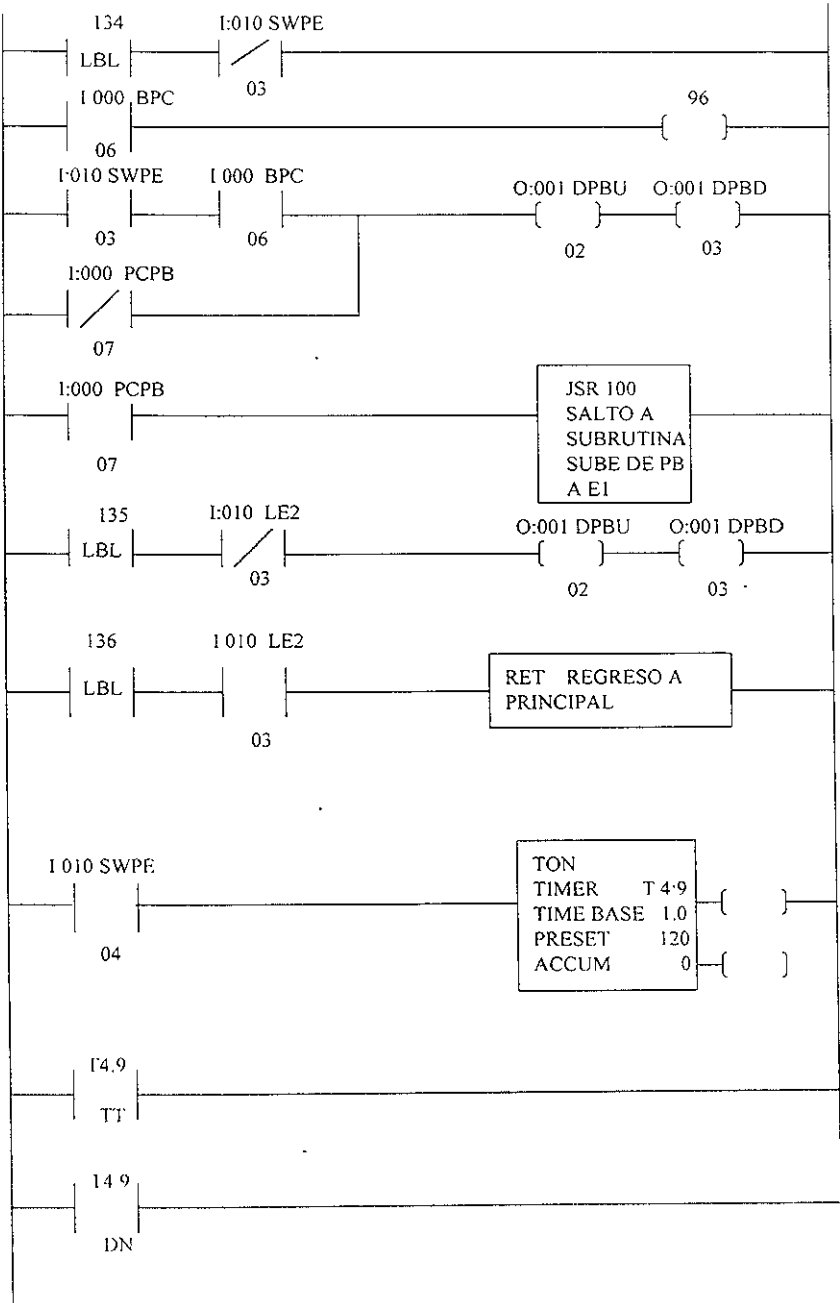 134 I:010 SWPE
LBL
03
I 000 BPC 96
06
I:010 SWPE I 000 BPC O:001 DPBU O:001 DPBD
03 06 02 03
I:000 PCPB
07
I:000 PCPB
07
JSR 100
SALTO A
SUBRUTINA
SUBE DE PB
A E1
135 I:010 LE2 O:001 DPBU O:001 DPBD
LBL
03 02 03
136 I 010 LE2
LBL
03
RET REGRESO A
PRINCIPAL
I 010 SWPE
04
TON
TIMER T 4:9
TIME BASE 1.0
PRESET 120
ACCUM 0
T4.9
TT
14 9
DN